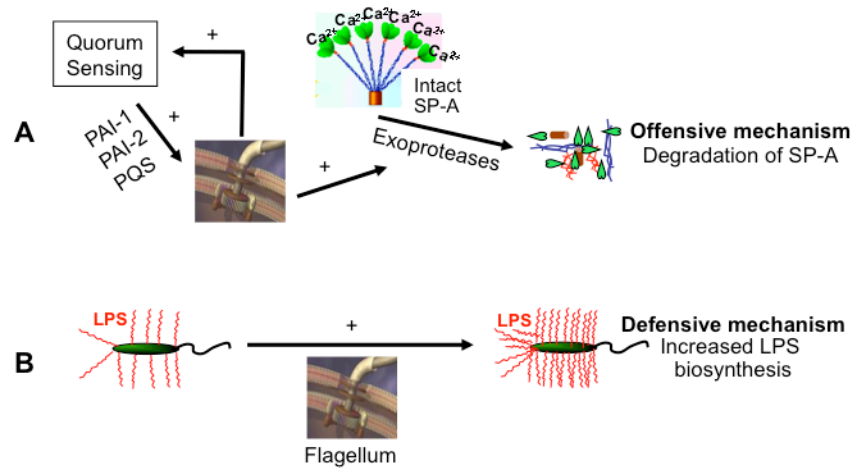 Quorum
Sensing
+
+
PAI-1
PAI-2
PQS
A
Ca2+
Ca2+
Ca2+
Ca2+
Ca2+
Ca2+
Intact
SP-A
Exoproteases
+
Offensive mechanism
Degradation of SP-A
B
LPS
+
Flagellum
LPS
Defensive mechanism
Increased LPS
biosynthesis